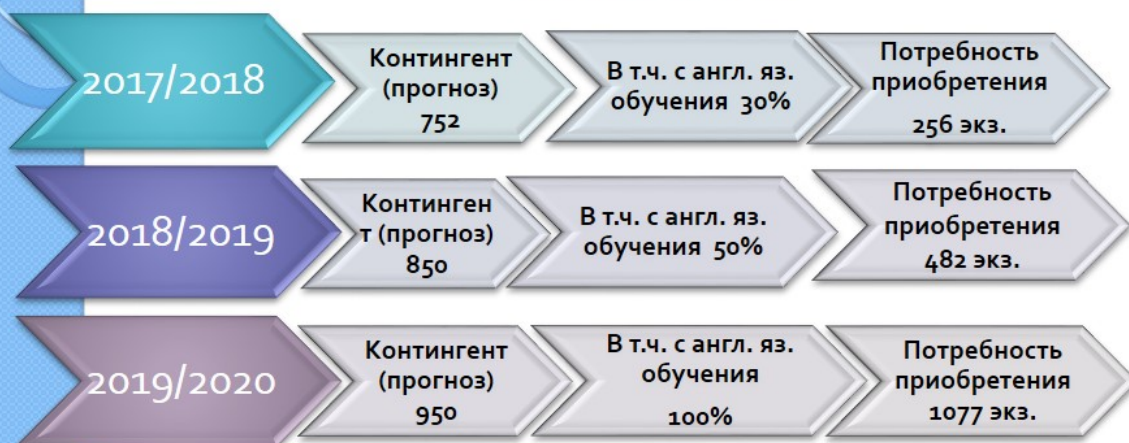 2017/2018
Контингент
(прогноз)
752
В т.ч. с англ. яз.
обучения 30%
Потребность
приобретения
256 экз.
2018/2019
Континген
т (прогноз)
850
В т.ч. с англ. яз.
обучения 50%
Потребность
приобретения
482 экз.
2019/2020
Контингент
(прогноз)
950
В т.ч. с англ. яз.
обучения
100%
Потребность
приобретения
1077 экз.